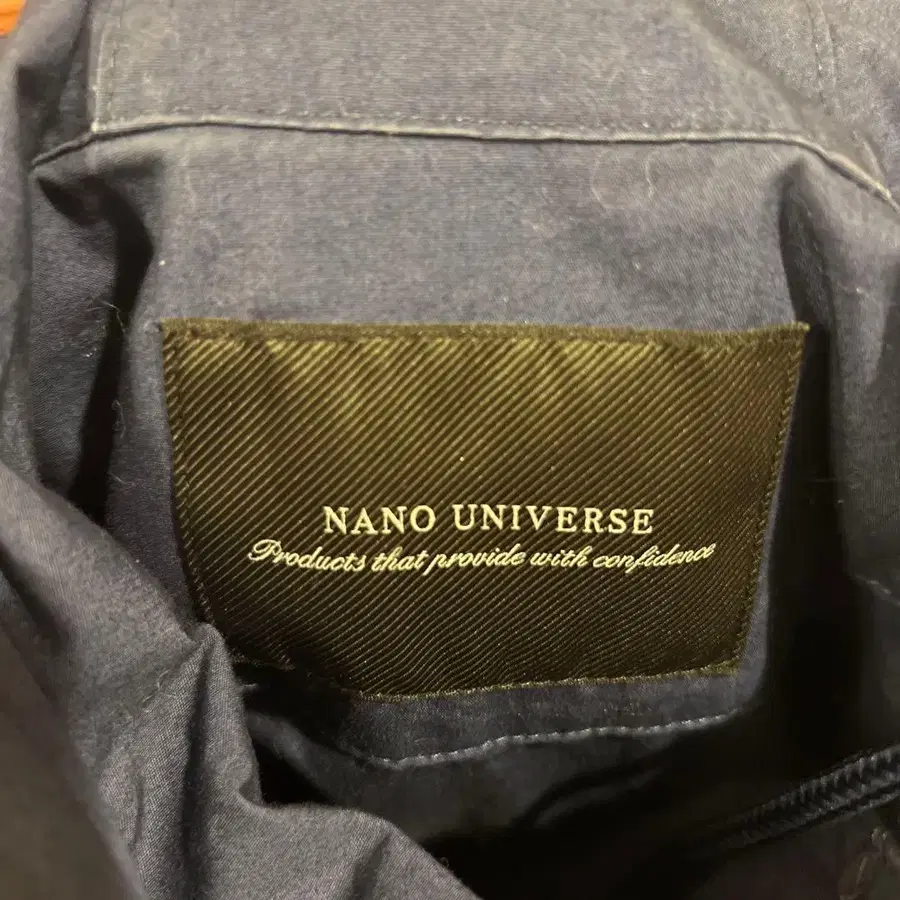 NANO UNIVERSE
Products that provide with confidence